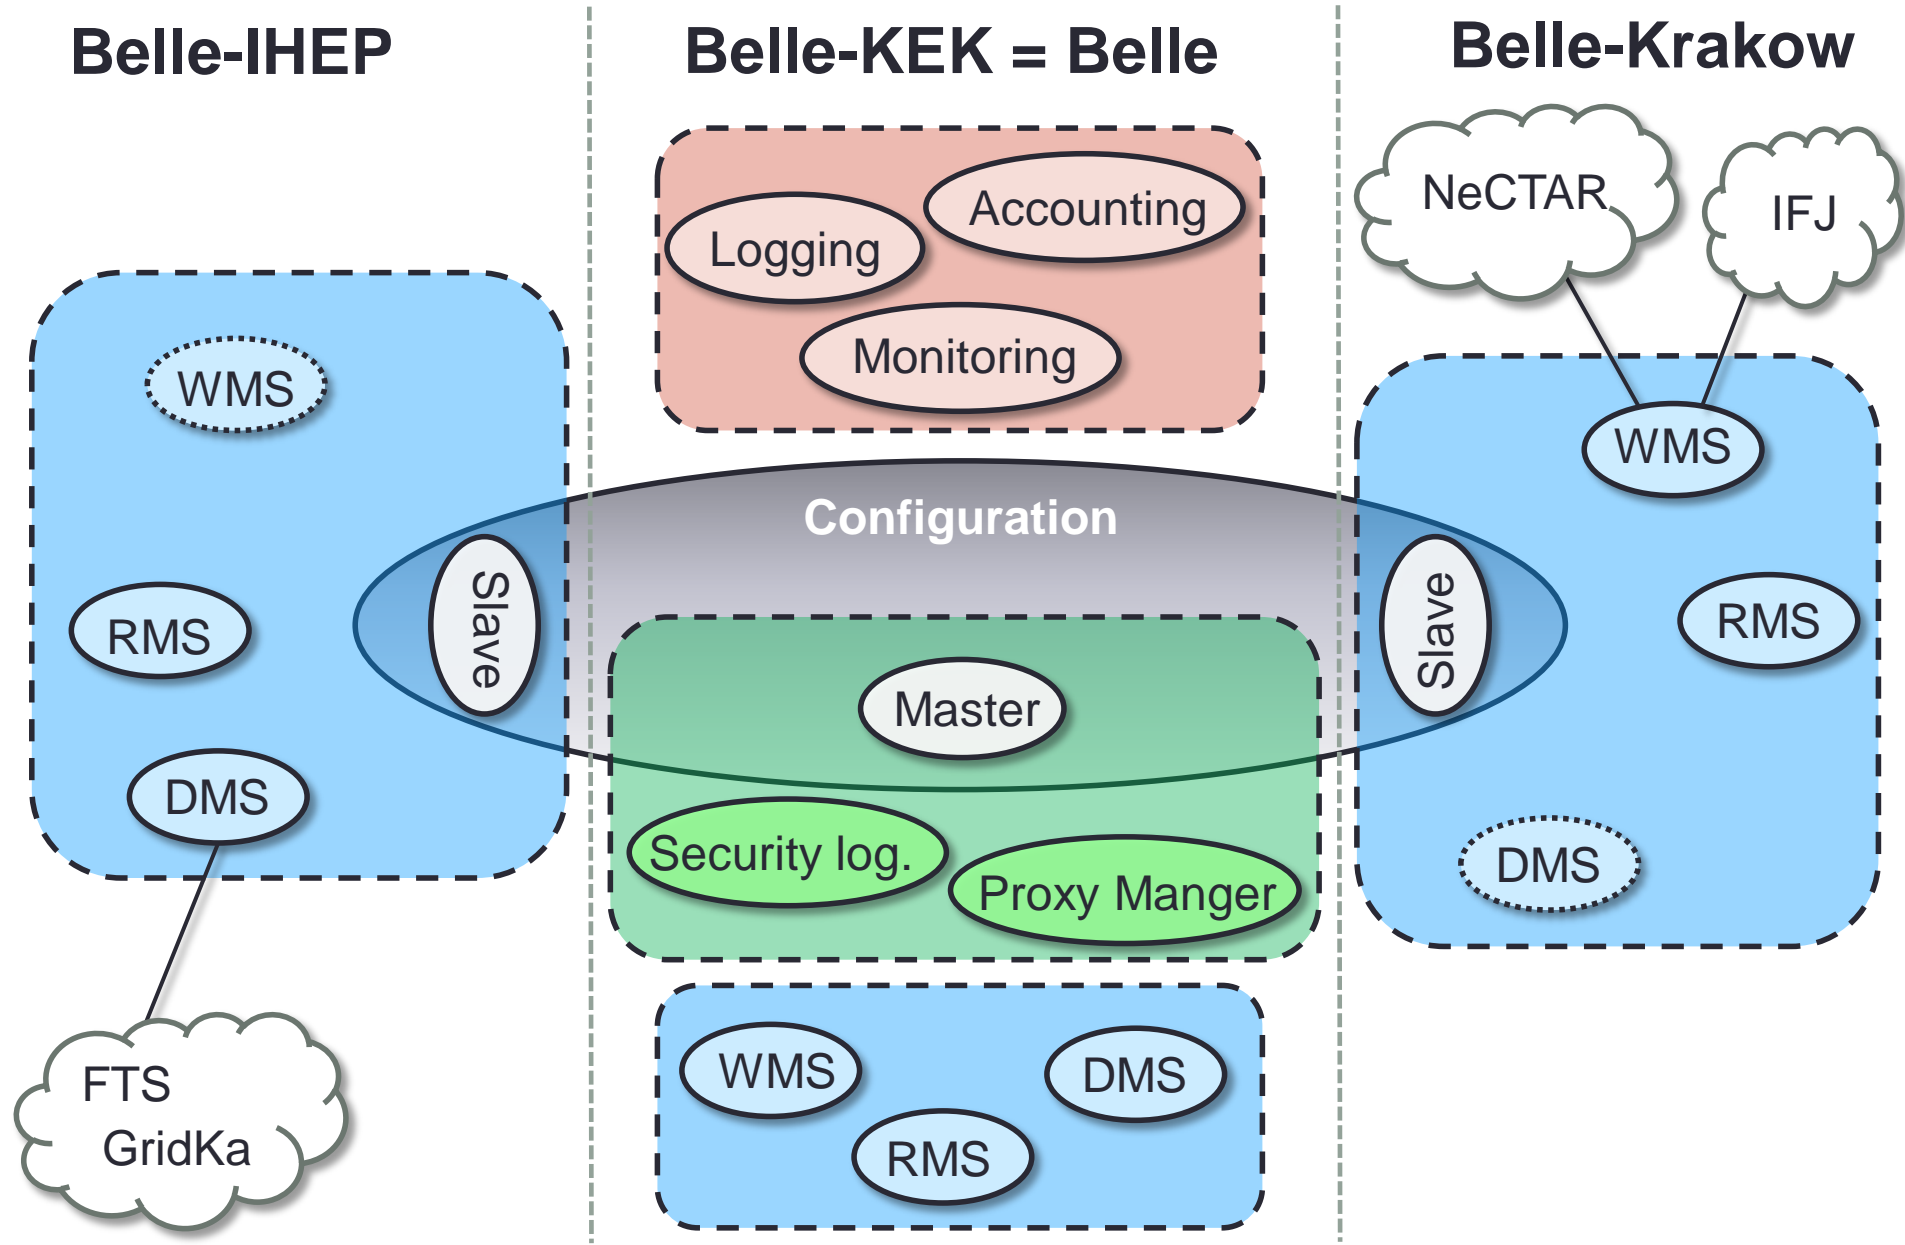 Belle-IHEP
Belle-KEK = Belle
Belle-Krakow
NeCTAR
IFJ
Accounting
Logging
Monitoring
WMS
RMS
DMS
Slave
FTS
GridKa
Configuration
Master
Security log.
Proxy Manger
WMS
DMS
RMS
WMS
Slave
RMS
DMS